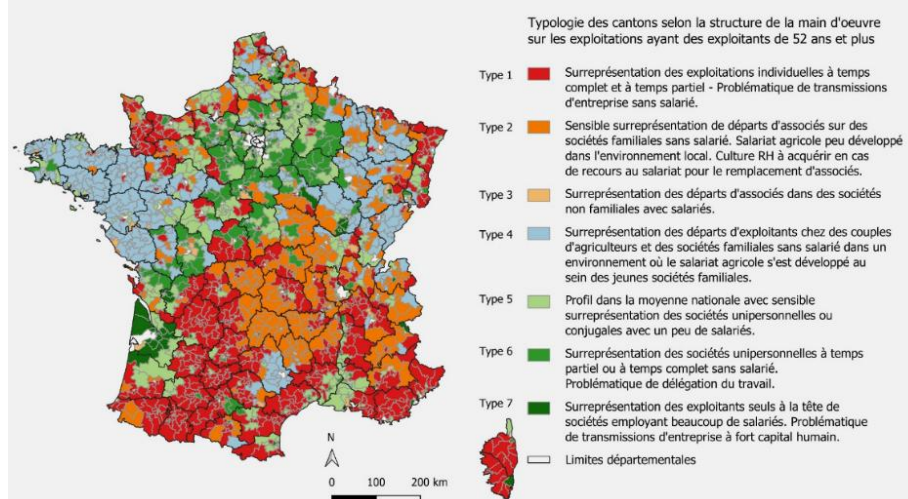 Typologie des cantons selon la structure de la main d'oeuvre
sur les exploitations ayant des exploitants de 52 ans et plus
Type 1
Surreprésentation des exploitations individuelles à temps
complet et à temps partiel - Problématique de transmissions
d'entreprise sans salarié.
Type 2
Sensible surreprésentation de départs d'associés sur des
sociétés familiales sans salarié. Salariat agricole peu développé
dans l'environnement local. Culture RH à acquérir en cas
de recours au salariat pour le remplacement d'associés.
Type 3
Surreprésentation des départs d'associés dans des sociétés
non familiales avec salariés.
Type 4
Surreprésentation des départs d'exploitants chez des couples
d'agriculteurs et des sociétés familiales sans salarié dans un
environnement où le salariat agricole s'est développé au
sein des jeunes sociétés familiales.
Type 5
Profil dans la moyenne nationale avec sensible
surreprésentation des sociétés unipersonnelles ou
conjugales avec un peu de salariés.
Type 6
Surreprésentation des sociétés unipersonnelles à temps
partiel ou à temps complet sans salarié.
Problématique de délégation du travail.
Type 7
Surreprésentation des exploitants seuls à la tête de
sociétés employant beaucoup de salariés. Problématique
de transmissions d'entreprise à fort capital humain.
Limites départementales
N
0 100 200 km